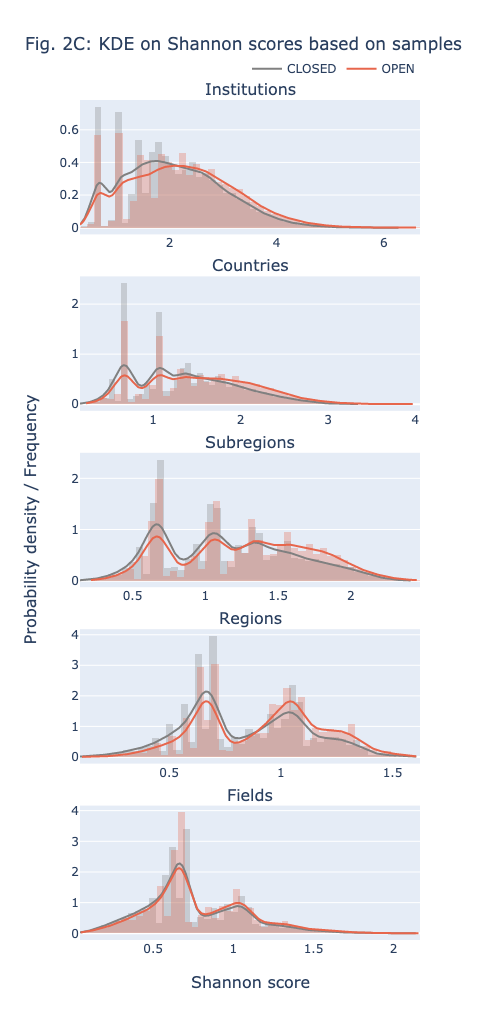 Fig. 2C: KDE on Shannon scores based on samples
CLOSED OPEN
Institutions
0.6
0.4
0.2
0
2 4 6
Countries
2
1
0
1 2 3 4
Subregions
2
1
0
0.5 1 1.5 2
Regions
4
3
2
1
0
0.5 1 1.5
Fields
4
3
2
1
0
0.5 1 1.5 2
Shannon score
Probability density / Frequency